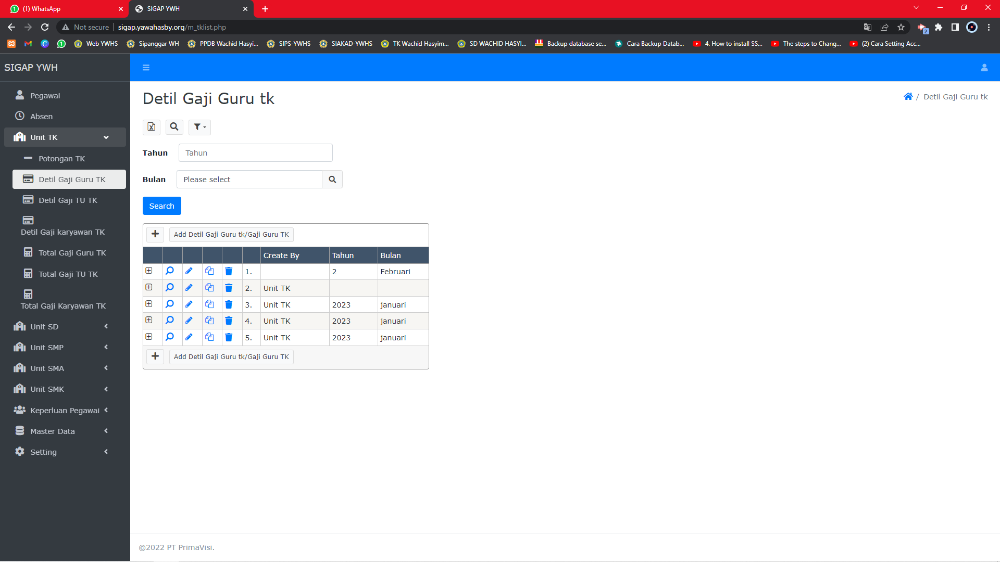 (1) WhatsApp
SIGAP YWH
Not secure
sigap.yawahasby.org/m_tklist.php
Web YWHS
Sipanggar WH
PPDB Wachid Hasyi...
SIPS-YWHS
SIAKAD-YWHS
TK Wachid Hasyim...
SD WACHID HASYI...
Backup database se...
Cara Backup Datab...
4. How to install SS...
The steps to Chang...
(2) Cara Setting Acc...
SIGAP YWH
Pegawai
Absen
Unit TK
Potongan TK
Detil Gaji Guru TK
Detil Gaji TU TK
Detil Gaji karyawan TK
Total Gaji Guru TK
Total Gaji TU TK
Total Gaji Karyawan TK
Unit SD
Unit SMP
Unit SMA
Unit SMK
Keperluan Pegawai
Master Data
Setting
Detil Gaji Guru tk
/ Detil Gaji Guru tk
Tahun Tahun
Bulan Please select
Search
Add Detil Gaji Guru tk/Gaji Guru TK
Create By Tahun Bulan
1. 2 Februari
2. Unit TK
3. Unit TK 2023 januari
4. Unit TK 2023 januari
5. Unit TK 2023 januari
Add Detil Gaji Guru tk/Gaji Guru TK
©2022 PT PrimaVisi.